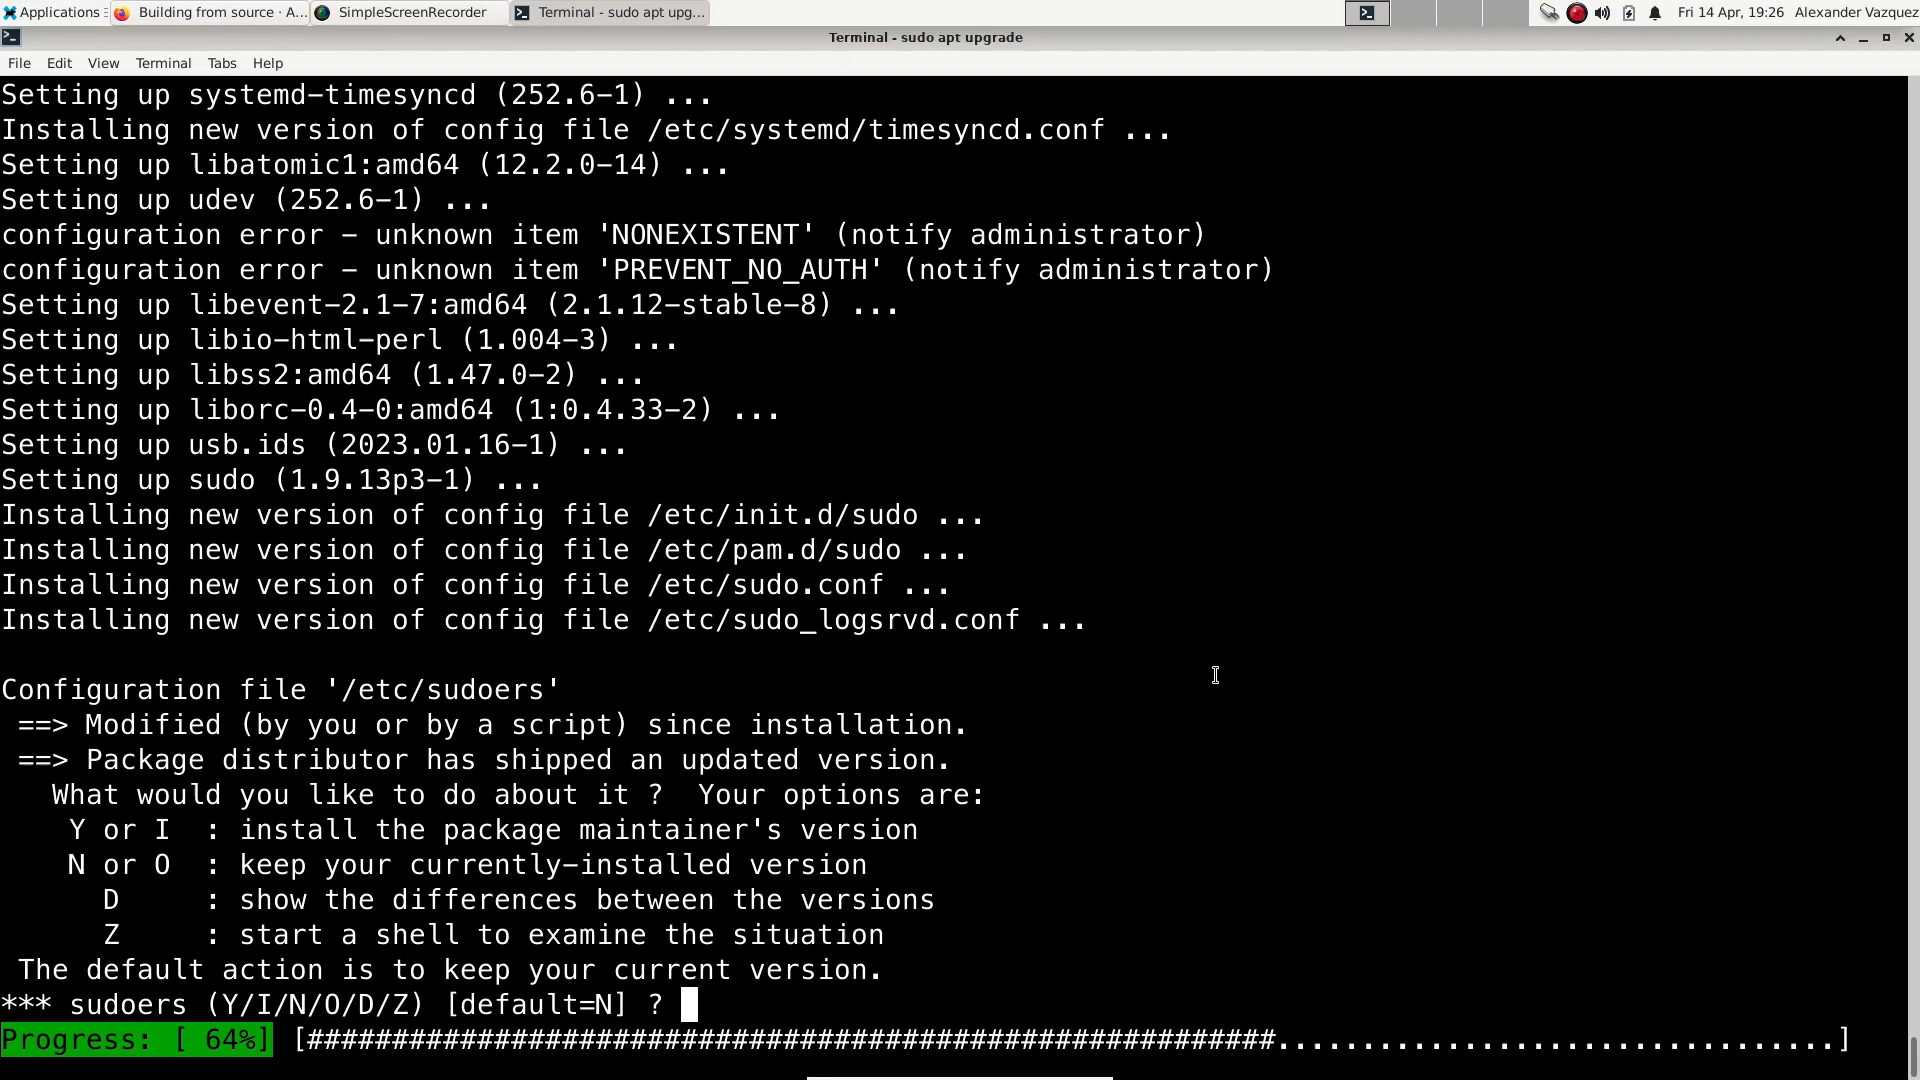 Applications
Building from source · A...
SimpleScreenRecorder
Terminal - sudo apt upg...
Fri 14 Apr, 19:26
Alexander Vazquez
Terminal - sudo apt upgrade
File Edit View Terminal Tabs Help
Setting up systemd-timesyncd (252.6-1) ...
Installing new version of config file /etc/systemd/timesyncd.conf ...
Setting up libatomic1:amd64 (12.2.0-14) ...
Setting up udev (252.6-1) ...
configuration error - unknown item 'NONEXISTENT' (notify administrator)
configuration error - unknown item 'PREVENT_NO_AUTH' (notify administrator)
Setting up libevent-2.1-7:amd64 (2.1.12-stable-8) ...
Setting up libio-html-perl (1.004-3) ...
Setting up libss2:amd64 (1.47.0-2) ...
Setting up liborc-0.4-0:amd64 (1:0.4.33-2) ...
Setting up usb.ids (2023.01.16-1) ...
Setting up sudo (1.9.13p3-1) ...
Installing new version of config file /etc/init.d/sudo ...
Installing new version of config file /etc/pam.d/sudo ...
Installing new version of config file /etc/sudo.conf ...
Installing new version of config file /etc/sudo_logsrvd.conf ...
Configuration file '/etc/sudoers'
==> Modified (by you or by a script) since installation.
==> Package distributor has shipped an updated version.
What would you like to do about it ?  Your options are:
Y or I  : install the package maintainer's version
N or O  : keep your currently-installed version
D     : show the differences between the versions
Z     : start a shell to examine the situation
The default action is to keep your current version.
*** sudoers (Y/I/N/O/D/Z) [default=N] ?
Progress: [ 64%] [#########################################################.................................]